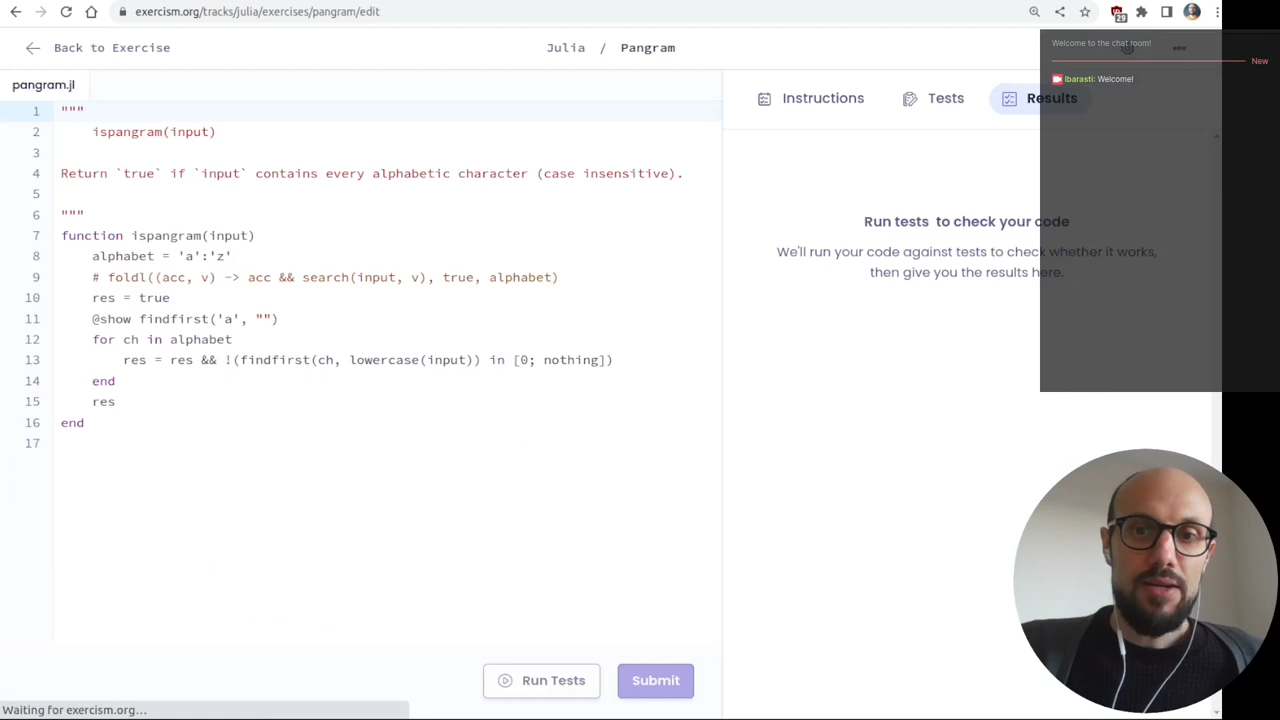 exercism.org/tracks/julia/exercises/pangram/edit
29
Back to Exercise
Julia / Pangram
Welcome to the chat room!
New
lbarasti: Welcome!
pangram.jl
Instructions
Tests
Results
1 """
2 ispangram(input)
3
4 Return `true` if `input` contains every alphabetic character (case insensitive).
5
6 """
7 function ispangram(input)
8 alphabet = 'a':'z'
9 # foldl((acc, v) -> acc && search(input, v), true, alphabet)
10 res = true
11 @show findfirst('a', "")
12 for ch in alphabet
13 res = res && !(findfirst(ch, lowercase(input)) in [0; nothing])
14 end
15 res
16 end
17
Run tests to check your code
We'll run your code against tests to check whether it works,
then give you the results here.
Run Tests
Submit
Waiting for exercism.org...